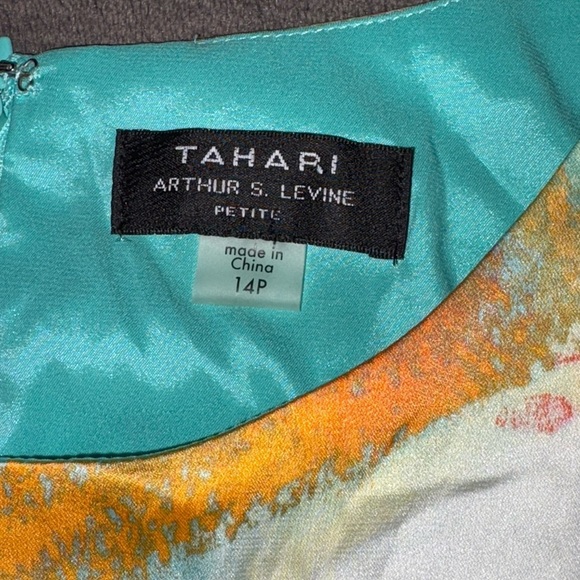 TAHARI
ARTHUR S. LEVINE
PETITE
made in
China
14P